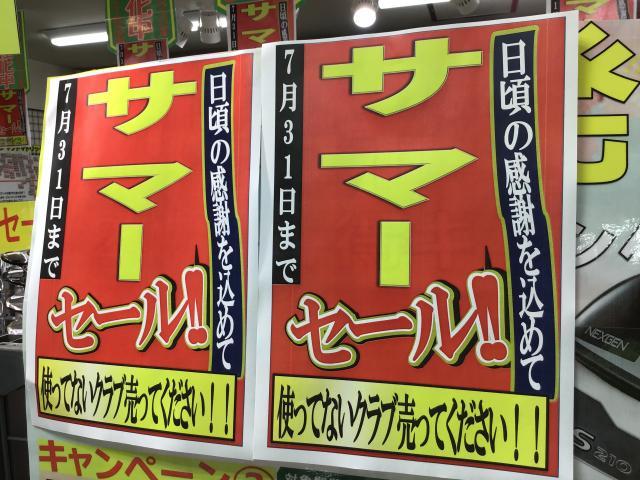 日頃の感謝を込めて
サマー
セール!!
7月31日まで
使ってないクラブ売ってください!!
日頃の感謝を込めて
サマー
セール!!
7月31日まで
使ってないクラブ売ってください!!
キャンペーン②
NEXGEN
S 210